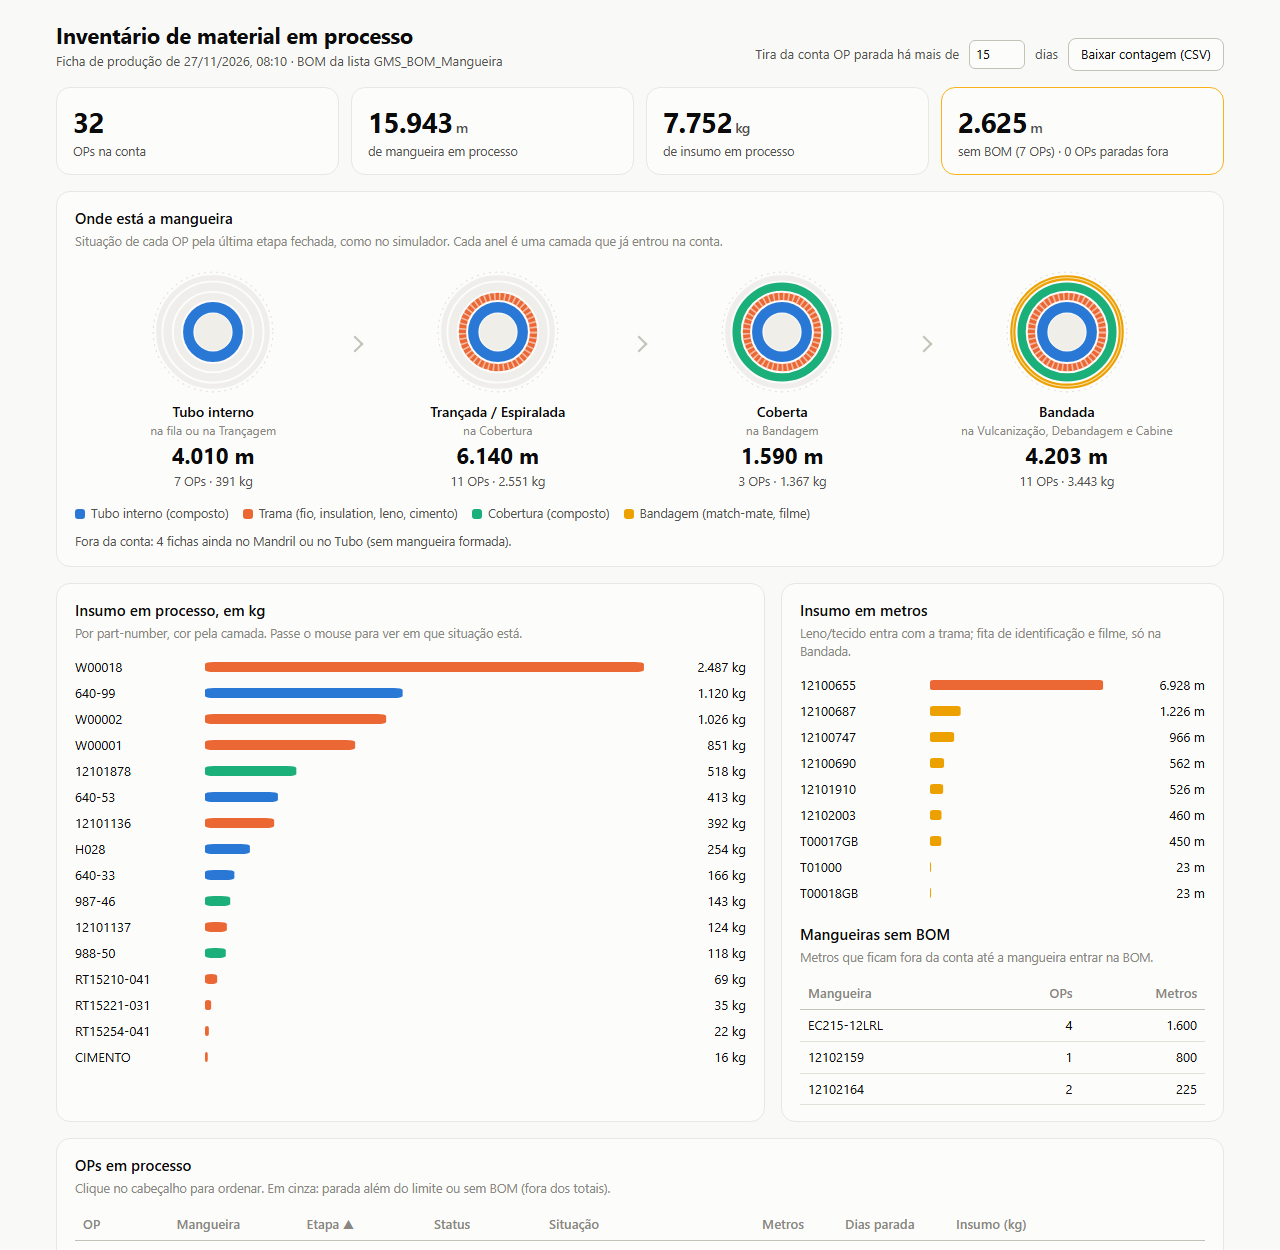 Inventário de material em processo
Ficha de produção de 27/11/2026, 08:10 · BOM da lista GMS_BOM_Mangueira
Tira da conta OP parada há mais de 15 dias Baixar contagem (CSV)
32
OPs na conta
15.943 m
de mangueira em processo
7.752 kg
de insumo em processo
2.625 m
sem BOM (7 OPs) · 0 OPs paradas fora
Onde está a mangueira
Situação de cada OP pela última etapa fechada, como no simulador. Cada anel é uma camada que já entrou na conta.
Tubo interno
na fila ou na Trançagem
4.010 m
7 OPs · 391 kg
Trançada / Espiralada
na Cobertura
6.140 m
11 OPs · 2.551 kg
Coberta
na Bandagem
1.590 m
3 OPs · 1.367 kg
Bandada
na Vulcanização, Debandagem e Cabine
4.203 m
11 OPs · 3.443 kg
Tubo interno (composto) Trama (fio, insulation, leno, cimento) Cobertura (composto) Bandagem (match-mate, filme)
Fora da conta: 4 fichas ainda no Mandril ou no Tubo (sem mangueira formada).
Insumo em processo, em kg
Por part-number, cor pela camada. Passe o mouse para ver em que situação está.
W00018 2.487 kg
640-99 1.120 kg
W00002 1.026 kg
W00001 851 kg
12101878 518 kg
640-53 413 kg
12101136 392 kg
H028 254 kg
640-33 166 kg
987-46 143 kg
12101137 124 kg
988-50 118 kg
RT15210-041 69 kg
RT15221-031 35 kg
RT15254-041 22 kg
CIMENTO 16 kg
Insumo em metros
Leno/tecido entra com a trama; fita de identificação e filme, só na
Bandada.
12100655 6.928 m
12100687 1.226 m
12100747 966 m
12100690 562 m
12101910 526 m
12102003 460 m
T00017GB 450 m
T01000 23 m
T00018GB 23 m
Mangueiras sem BOM
Metros que ficam fora da conta até a mangueira entrar na BOM.
Mangueira OPs Metros
EC215-12LRL 4 1.600
12102159 1 800
12102164 2 225
OPs em processo
Clique no cabeçalho para ordenar. Em cinza: parada além do limite ou sem BOM (fora dos totais).
OP Mangueira Etapa ▲ Status Situação Metros Dias parada Insumo (kg)